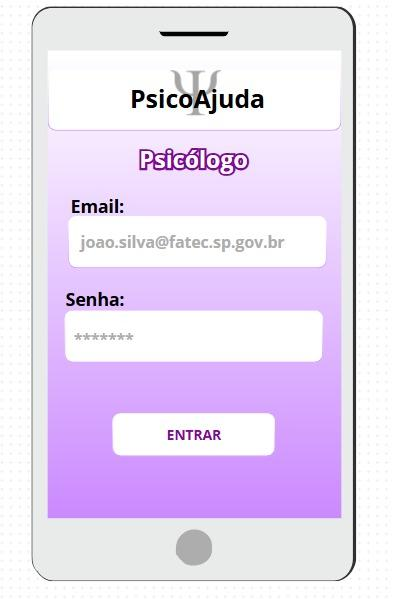 PsicoAjuda
Psicólogo
Email:
joao.silva@fatec.sp.gov.br
Senha:
*******
ENTRAR